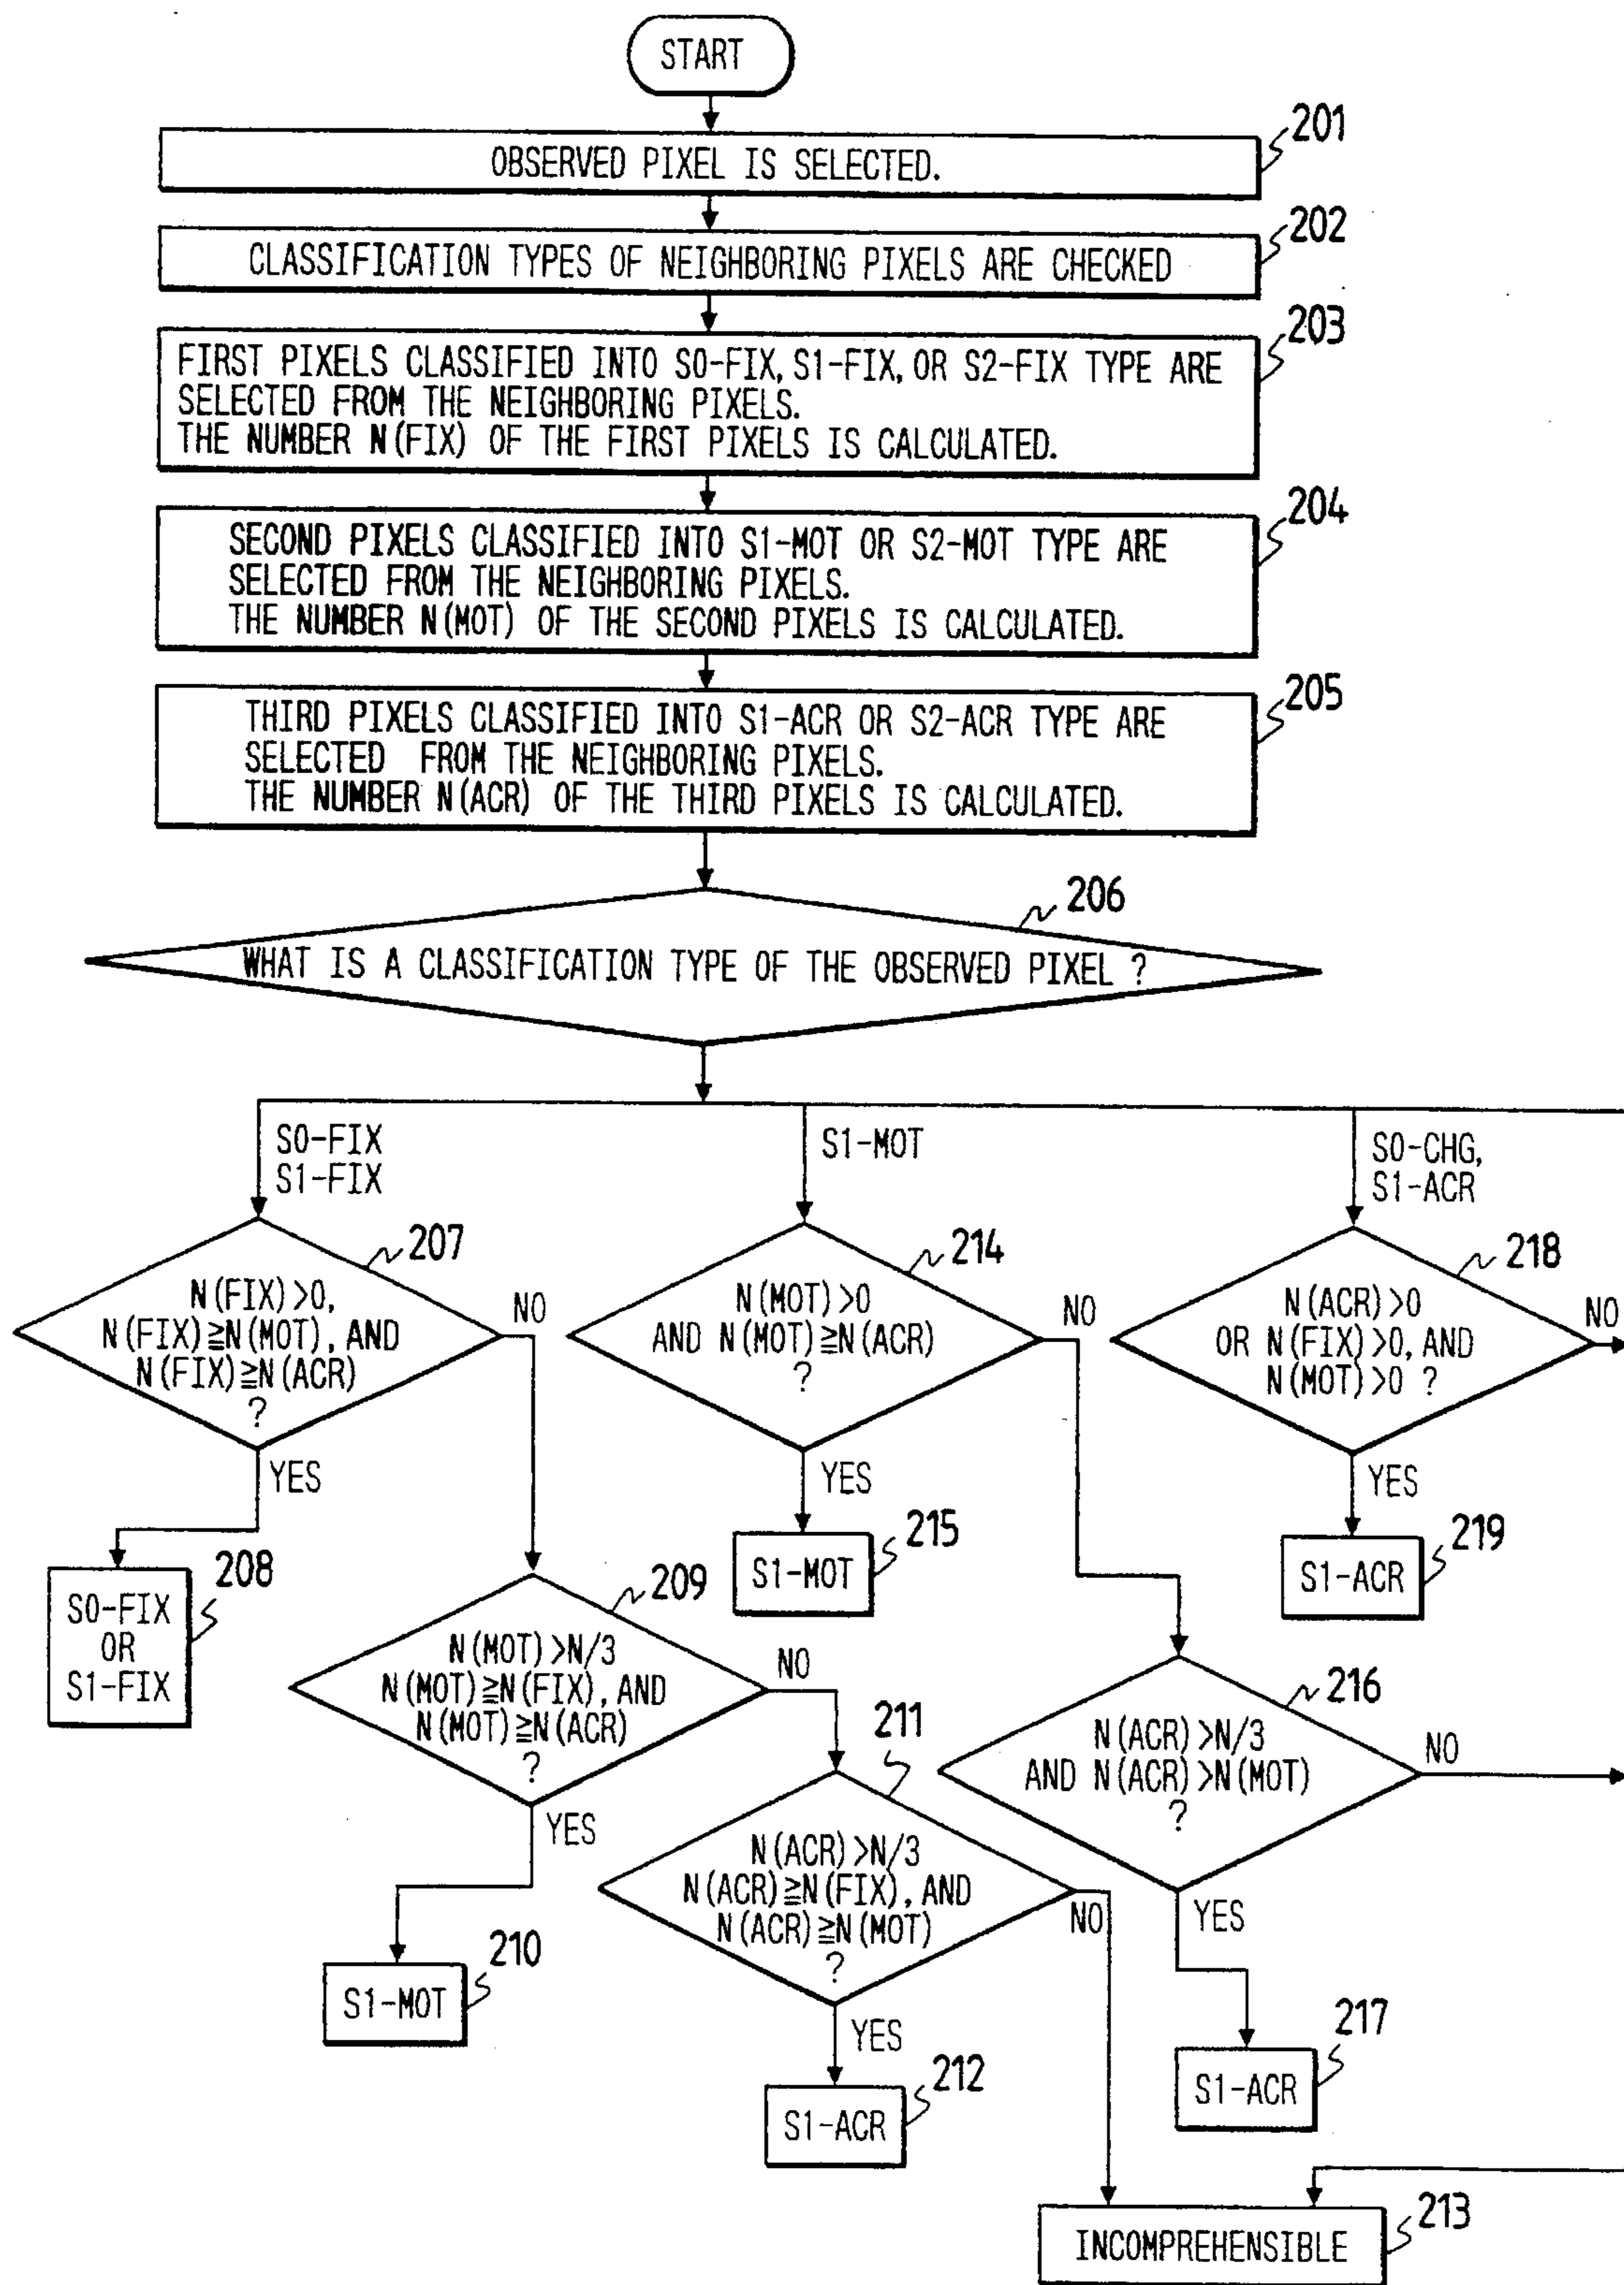 START
201
OBSERVED PIXEL IS SELECTED.
202
CLASSIFICATION TYPES OF NEIGHBORING PIXELS ARE CHECKED
203
FIRST PIXELS CLASSIFIED INTO S0-FIX, S1-FIX, OR S2-FIX TYPE ARE
SELECTED FROM THE NEIGHBORING PIXELS.
THE NUMBER N(FIX) OF THE FIRST PIXELS IS CALCULATED.
204
SECOND PIXELS CLASSIFIED INTO S1-MOT OR S2-MOT TYPE ARE
SELECTED FROM THE NEIGHBORING PIXELS.
THE NUMBER N(MOT) OF THE SECOND PIXELS IS CALCULATED.
205
THIRD PIXELS CLASSIFIED INTO S1-ACR OR S2-ACR TYPE ARE
SELECTED FROM THE NEIGHBORING PIXELS.
THE NUMBER N(ACR) OF THE THIRD PIXELS IS CALCULATED.
206
WHAT IS A CLASSIFICATION TYPE OF THE OBSERVED PIXEL ?
S0-FIX
S1-FIX
S1-MOT
S0-CHG,
S1-ACR
207
N(FIX)>0,
N(FIX)≧N(MOT), AND
N(FIX)≧N(ACR)
?
NO
YES
214
N(MOT)>0
AND N(MOT)≧N(ACR)
?
NO
YES
218
N(ACR)>0
OR N(FIX)>0, AND
N(MOT)>0 ?
NO
YES
208
S0-FIX
OR
S1-FIX
215
S1-MOT
219
S1-ACR
209
N(MOT)>N/3
N(MOT)≧N(FIX), AND
N(MOT)≧N(ACR)
?
NO
YES
216
N(ACR)>N/3
AND N(ACR)>N(MOT)
?
NO
YES
211
N(ACR)>N/3
N(ACR)≧N(FIX), AND
N(ACR)≧N(MOT)
?
NO
YES
210
S1-MOT
212
S1-ACR
217
S1-ACR
213
INCOMPREHENSIBLE